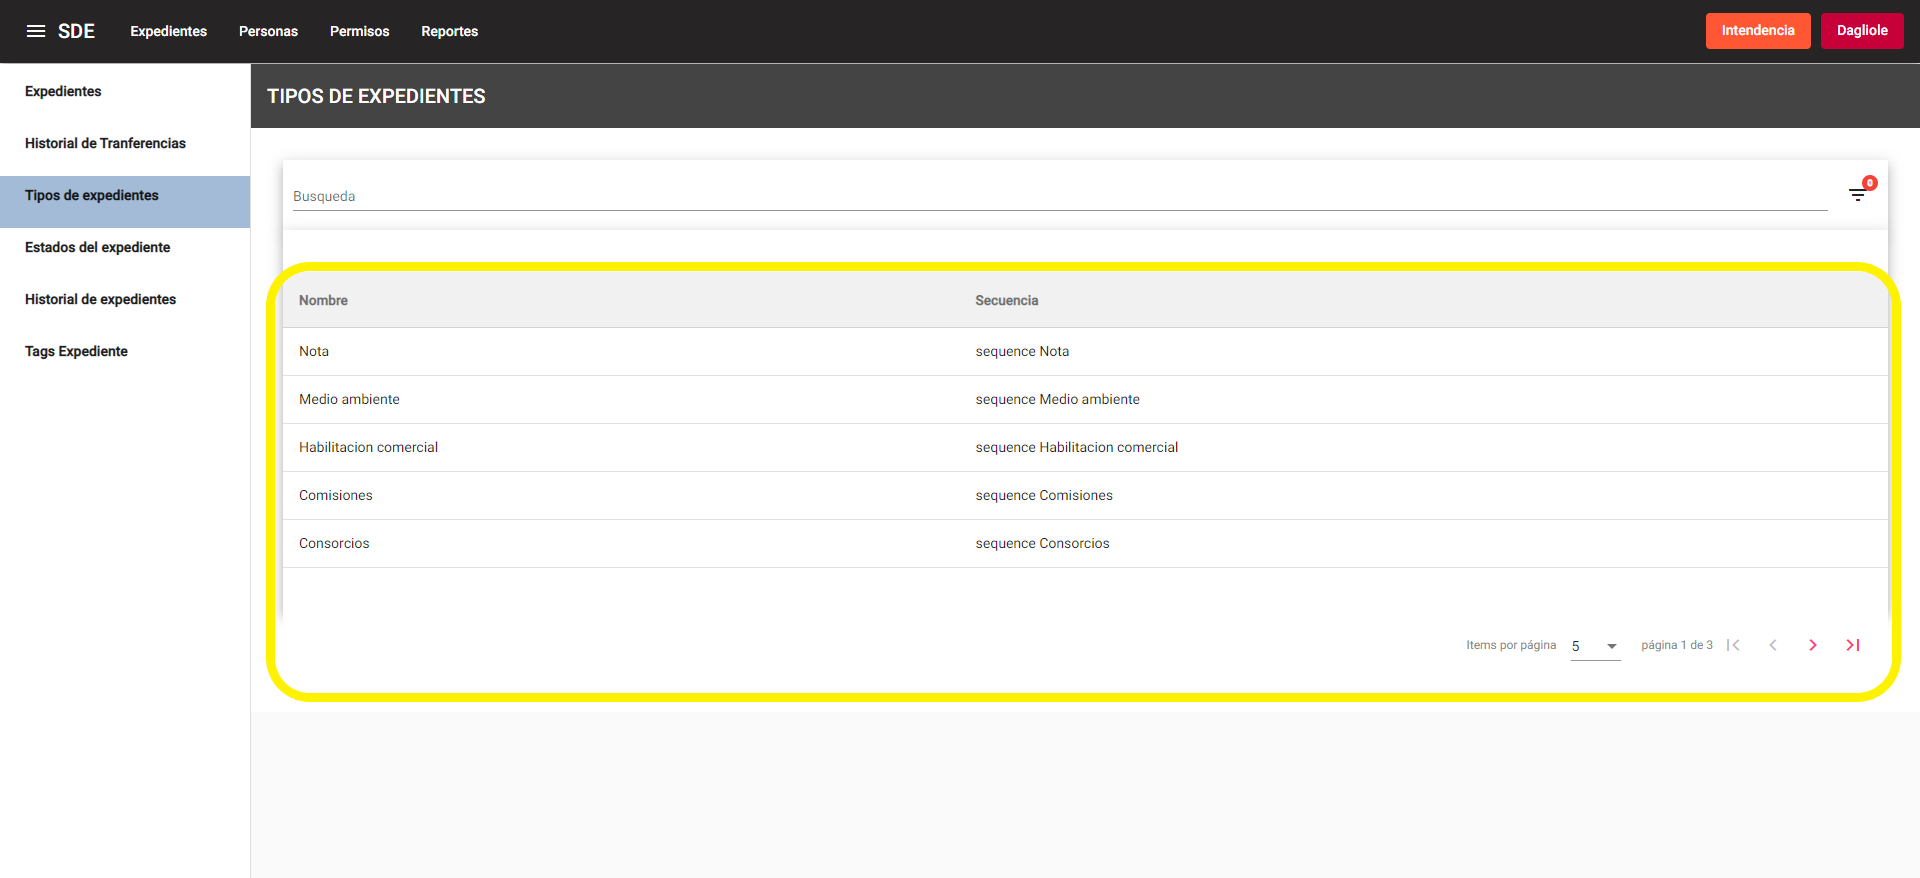 SDE Expedientes Personas Permisos Reportes Intendencia Dagliole
Expedientes
Historial de Tranferencias
Tipos de expedientes
Estados del expediente
Historial de expedientes
Tags Expediente
TIPOS DE EXPEDIENTES
Busqueda 0
Nombre Secuencia
Nota sequence Nota
Medio ambiente sequence Medio ambiente
Habilitacion comercial sequence Habilitacion comercial
Comisiones sequence Comisiones
Consorcios sequence Consorcios
Items por página 5 página 1 de 3